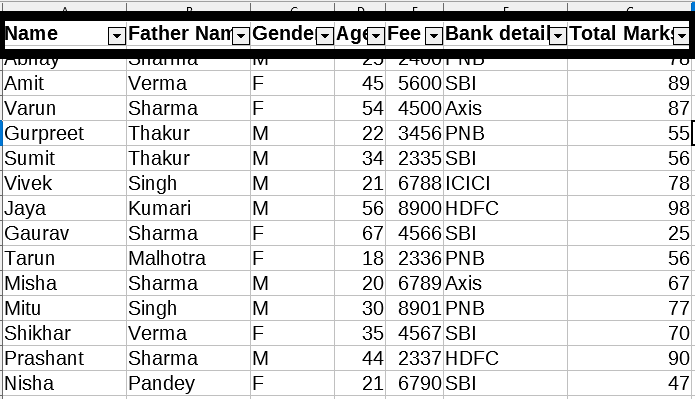 Name Father Nam Gende Age Fee Bank detail Total Marks
Abhay Sharma M 25 2400 PNB 78
Amit Verma F 45 5600 SBI 89
Varun Sharma F 54 4500 Axis 87
Gurpreet Thakur M 22 3456 PNB 55
Sumit Thakur M 34 2335 SBI 56
Vivek Singh M 21 6788 ICICI 78
Jaya Kumari M 56 8900 HDFC 98
Gaurav Sharma F 67 4566 SBI 25
Tarun Malhotra F 18 2336 PNB 56
Misha Sharma M 20 6789 Axis 67
Mitu Singh M 30 8901 PNB 77
Shikhar Verma F 35 4567 SBI 70
Prashant Sharma M 44 2337 HDFC 90
Nisha Pandey F 21 6790 SBI 47